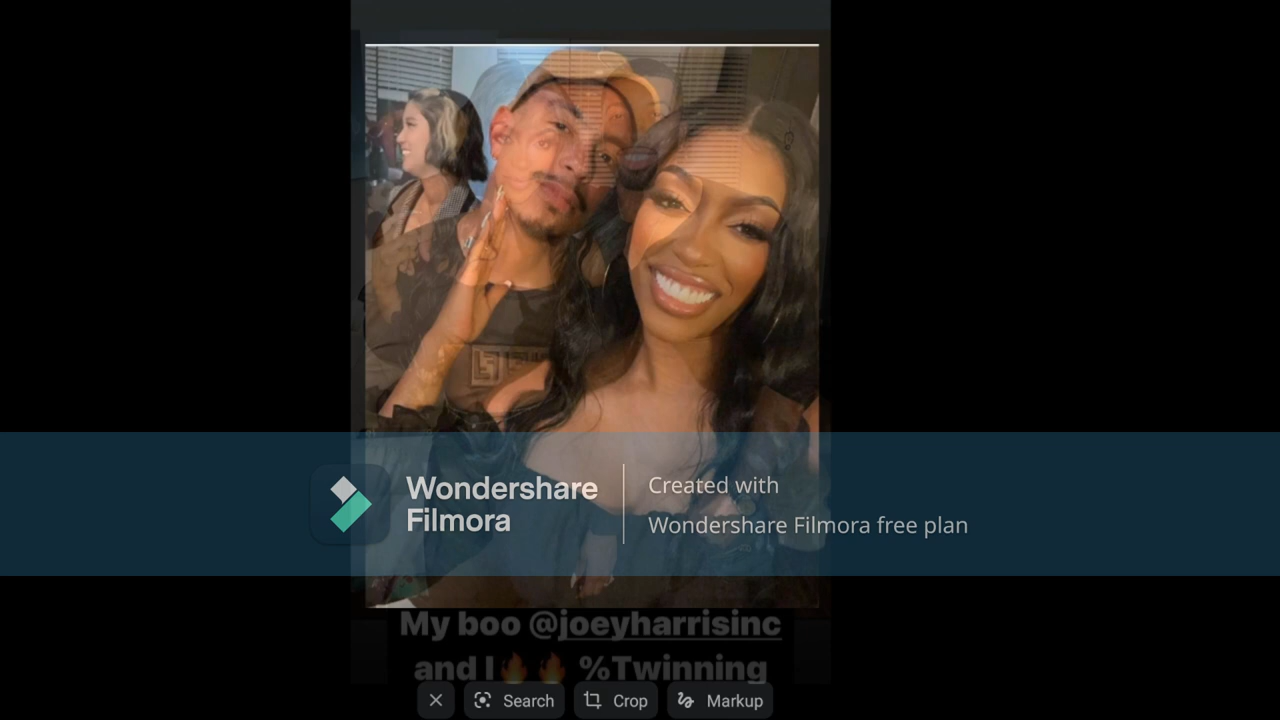 Wondershare
Filmora
Created with
Wondershare Filmora free plan
My boo @joeyharrisinc
and I🔥🔥 %Twinning
Search
Crop
Markup